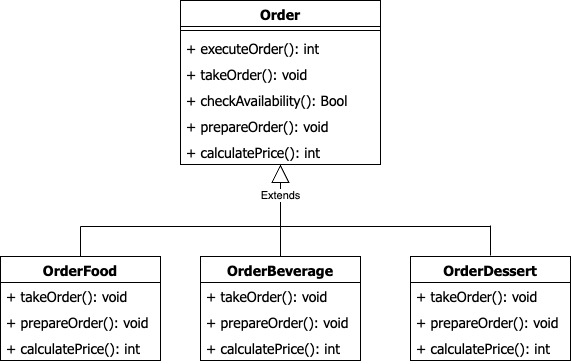 Order
+ executeOrder(): int
+ takeOrder(): void
+ checkAvailability(): Bool
+ prepareOrder(): void
+ calculatePrice(): int
Extends
OrderFood
+ takeOrder(): void
+ prepareOrder(): void
+ calculatePrice(): int
OrderBeverage
+ takeOrder(): void
+ prepareOrder(): void
+ calculatePrice(): int
OrderDessert
+ takeOrder(): void
+ prepareOrder(): void
+ calculatePrice(): int